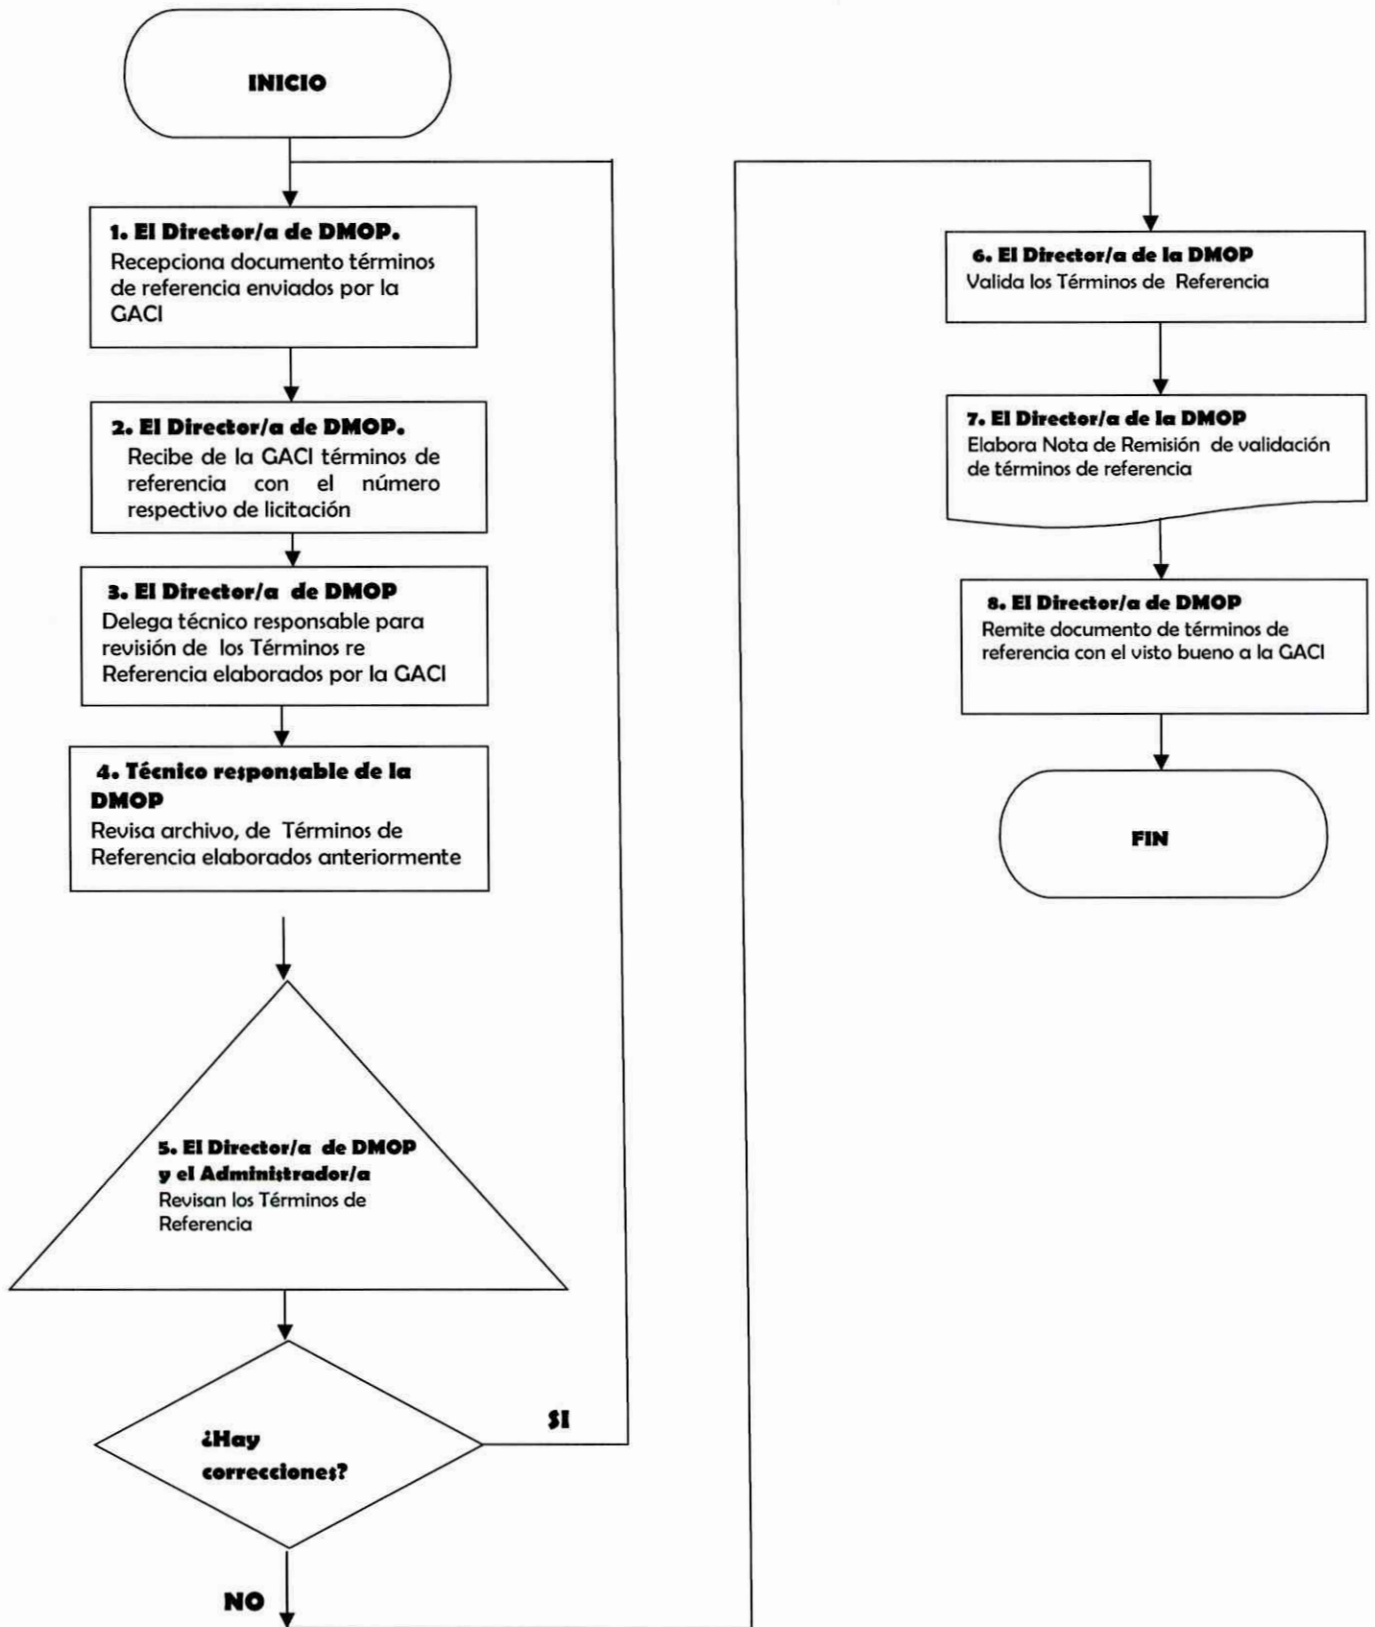 INICIO
1. El Director/a de DMOP.
Recepciona documento términos
de referencia enviados por la
GACI
2. El Director/a de DMOP.
Recibe de la GACI términos de
referencia con el número
respectivo de licitación
3. El Director/a de DMOP
Delega técnico responsable para
revisión de los Términos re
Referencia elaborados por la GACI
4. Técnico responsable de la
DMOP
Revisa archivo, de Términos de
Referencia elaborados anteriormente
5. El Director/a de DMOP
y el Administrador/a
Revisan los Términos de
Referencia
¿Hay
correcciones?
SI
NO
6. El Director/a de la DMOP
Valida los Términos de Referencia
7. El Director/a de la DMOP
Elabora Nota de Remisión de validación
de términos de referencia
8. El Director/a de DMOP
Remite documento de términos de
referencia con el visto bueno a la GACI
FIN